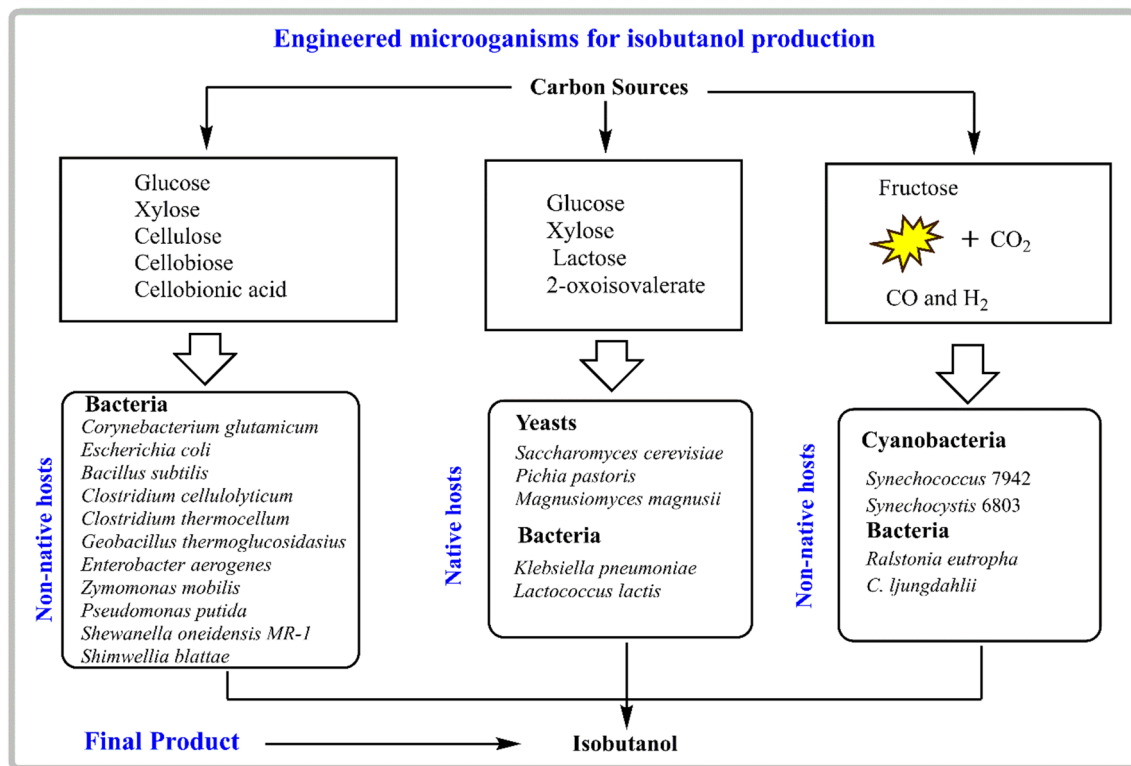 Engineered microoganisms for isobutanol production
Carbon Sources
Glucose
Xylose
Cellulose
Cellobiose
Cellobionic acid
Glucose
Xylose
Lactose
2-oxoisovalerate
Fructose
+ CO₂
CO and H₂
Non-native hosts
Bacteria
Corynebacterium glutamicum
Escherichia coli
Bacillus subtilis
Clostridium cellulolyticum
Clostridium thermocellum
Geobacillus thermoglucosidasius
Enterobacter aerogenes
Zymomonas mobilis
Pseudomonas putida
Shewanella oneidensis MR-1
Shimwellia blattae
Native hosts
Yeasts
Saccharomyces cerevisiae
Pichia pastoris
Magnusiomyces magnusii
Bacteria
Klebsiella pneumoniae
Lactococcus lactis
Non-native hosts
Cyanobacteria
Synechococcus 7942
Synechocystis 6803
Bacteria
Ralstonia eutropha
C. ljungdahlii
Final Product
Isobutanol